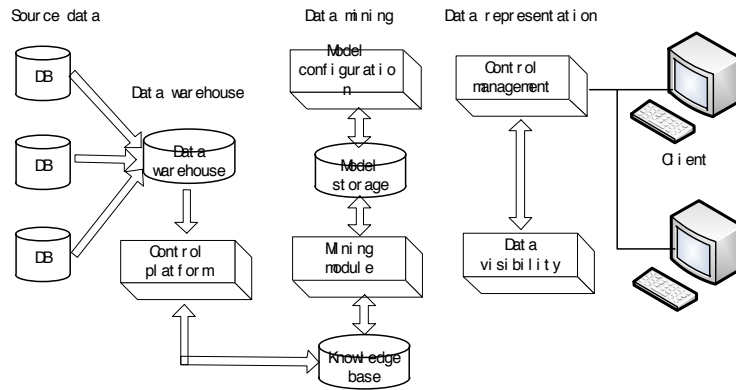 Source data
Data mining
Data representation
DB
DB
DB
Data warehouse
Data
warehouse
Control
platform
Model
configuratio
n
Model
storage
Mining
module
Knowledge
base
Control
management
Data
visibility
Client